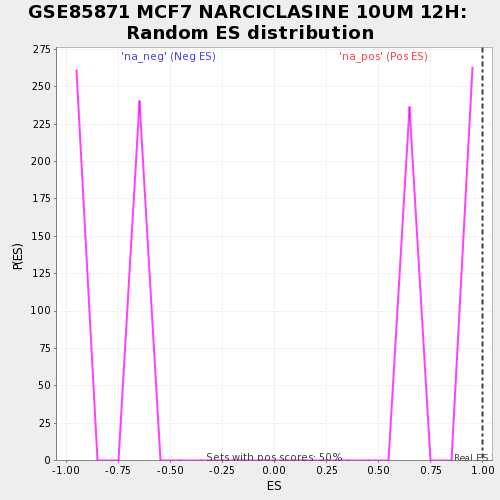 GSE85871 MCF7 NARCICLASINE 10UM 12H:
Random ES distribution
'na_neg' (Neg ES)
'na_pos' (Pos ES)
275
250
225
200
175
150
125
100
75
50
25
0
P(ES)
Sets with pos scores: 50%
Real ES
-1.00 -0.75 -0.50 -0.25 0.00 0.25 0.50 0.75 1.00
ES